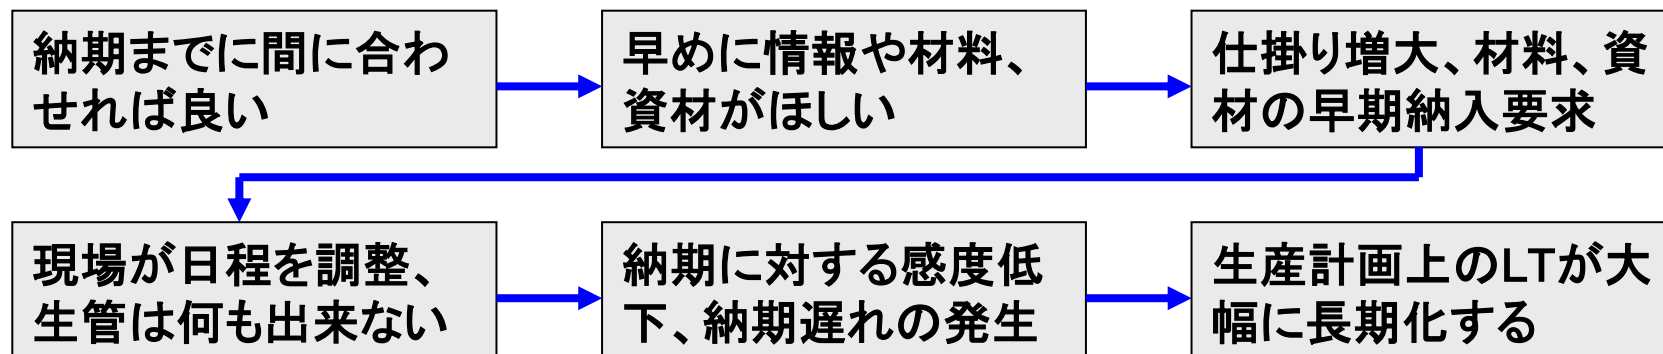 納期までに間に合わ
せれば良い
早めに情報や材料、
資材がほしい
仕掛り増大、材料、資
材の早期納入要求
現場が日程を調整、
生管は何も出来ない
納期に対する感度低
下、納期遅れの発生
生産計画上のLTが大
幅に長期化する